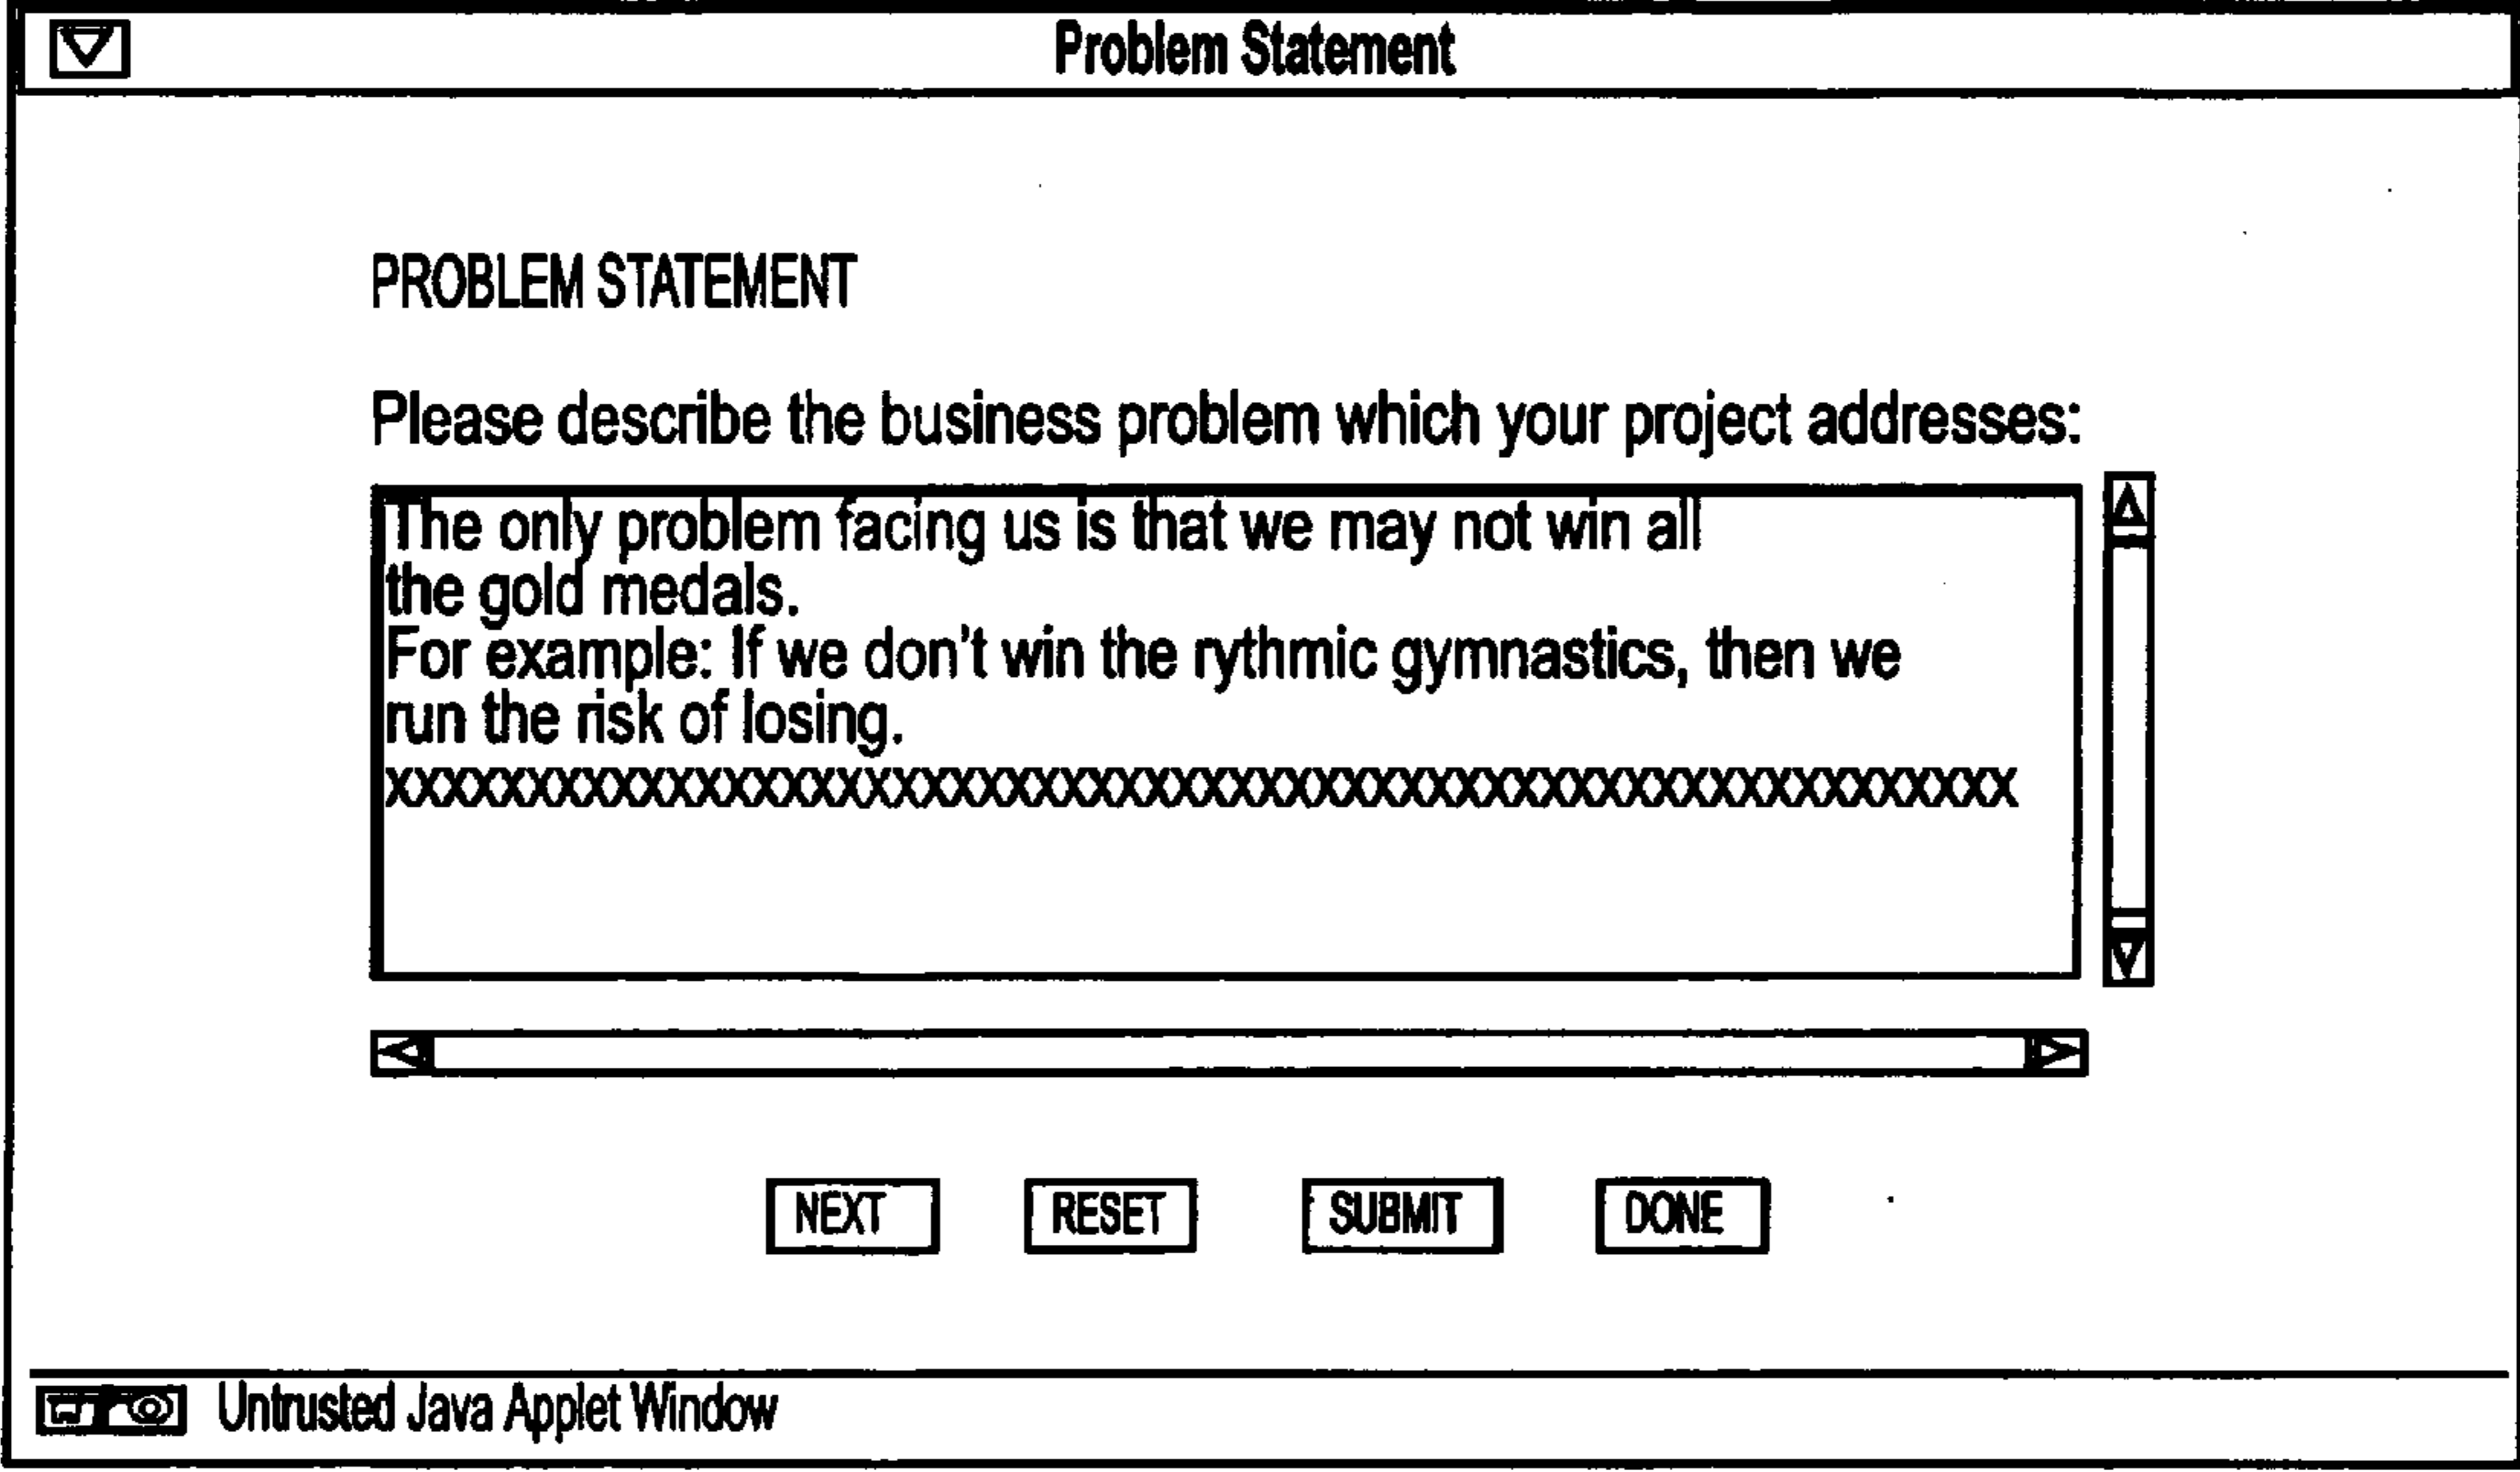 Problem Statement
PROBLEM STATEMENT
Please describe the business problem which your project addresses:
The only problem facing us is that we may not win all
the gold medals.
For example: If we don't win the rythmic gymnastics, then we
run the risk of losing.
XXXXXXXXXXXXXXXXXXXXXXXXXXXXXXXXXXXXXXXXXXXXXXXXXXXXXXXXXX
NEXT RESET SUBMIT DONE
Untrusted Java Applet Window